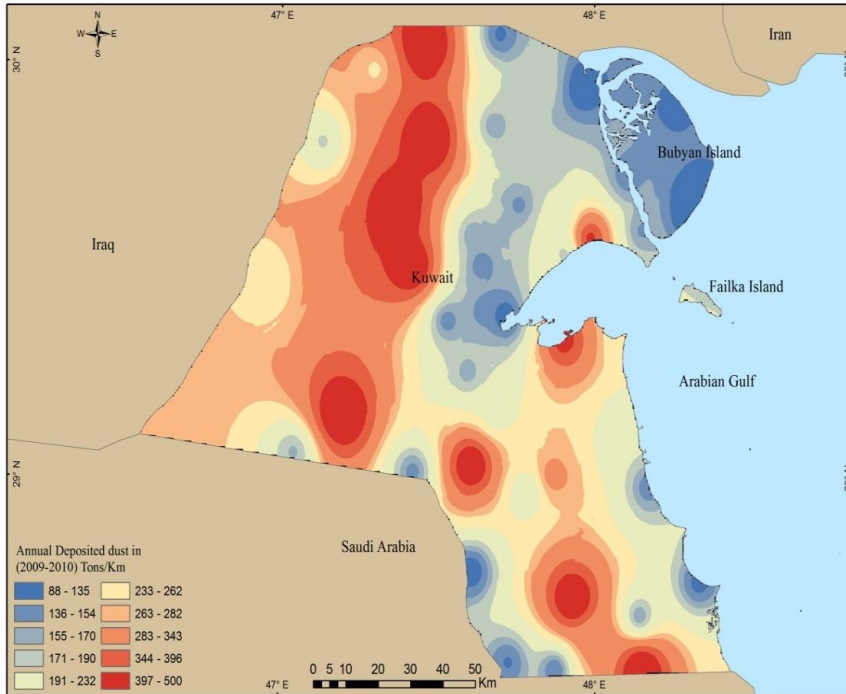 47° E
48° E
N
W
E
S
Iran
30° N
Bubyan Island
Iraq
Kuwait
Failka Island
Arabian Gulf
29° N
Saudi Arabia
Annual Deposited dust in
(2009-2010) Tons/Km
88 - 135
233 - 262
136 - 154
263 - 282
155 - 170
283 - 343
171 - 190
344 - 396
191 - 232
397 - 500
0 5 10 20 30 40 50
Km
47° E
48° E